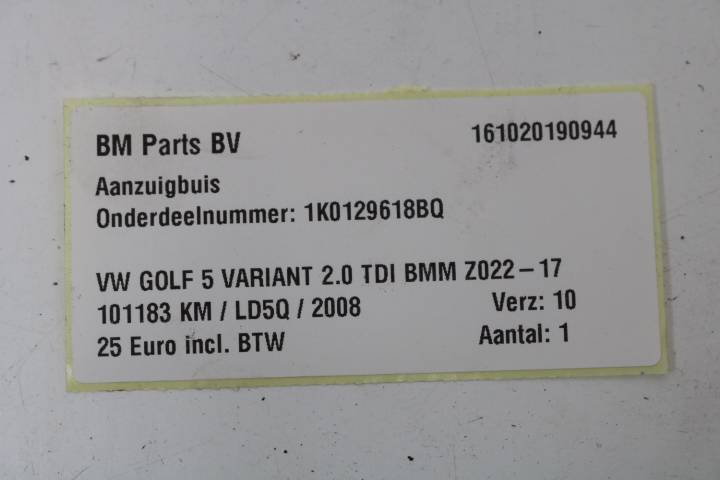 BM Parts BV 161020190944
Aanzuigbuis
Onderdeelnummer: 1K0129618BQ
VW GOLF 5 VARIANT 2.0 TDI BMM Z022-17
101183 KM / LD5Q / 2008 Verz: 10
25 Euro incl. BTW Aantal: 1